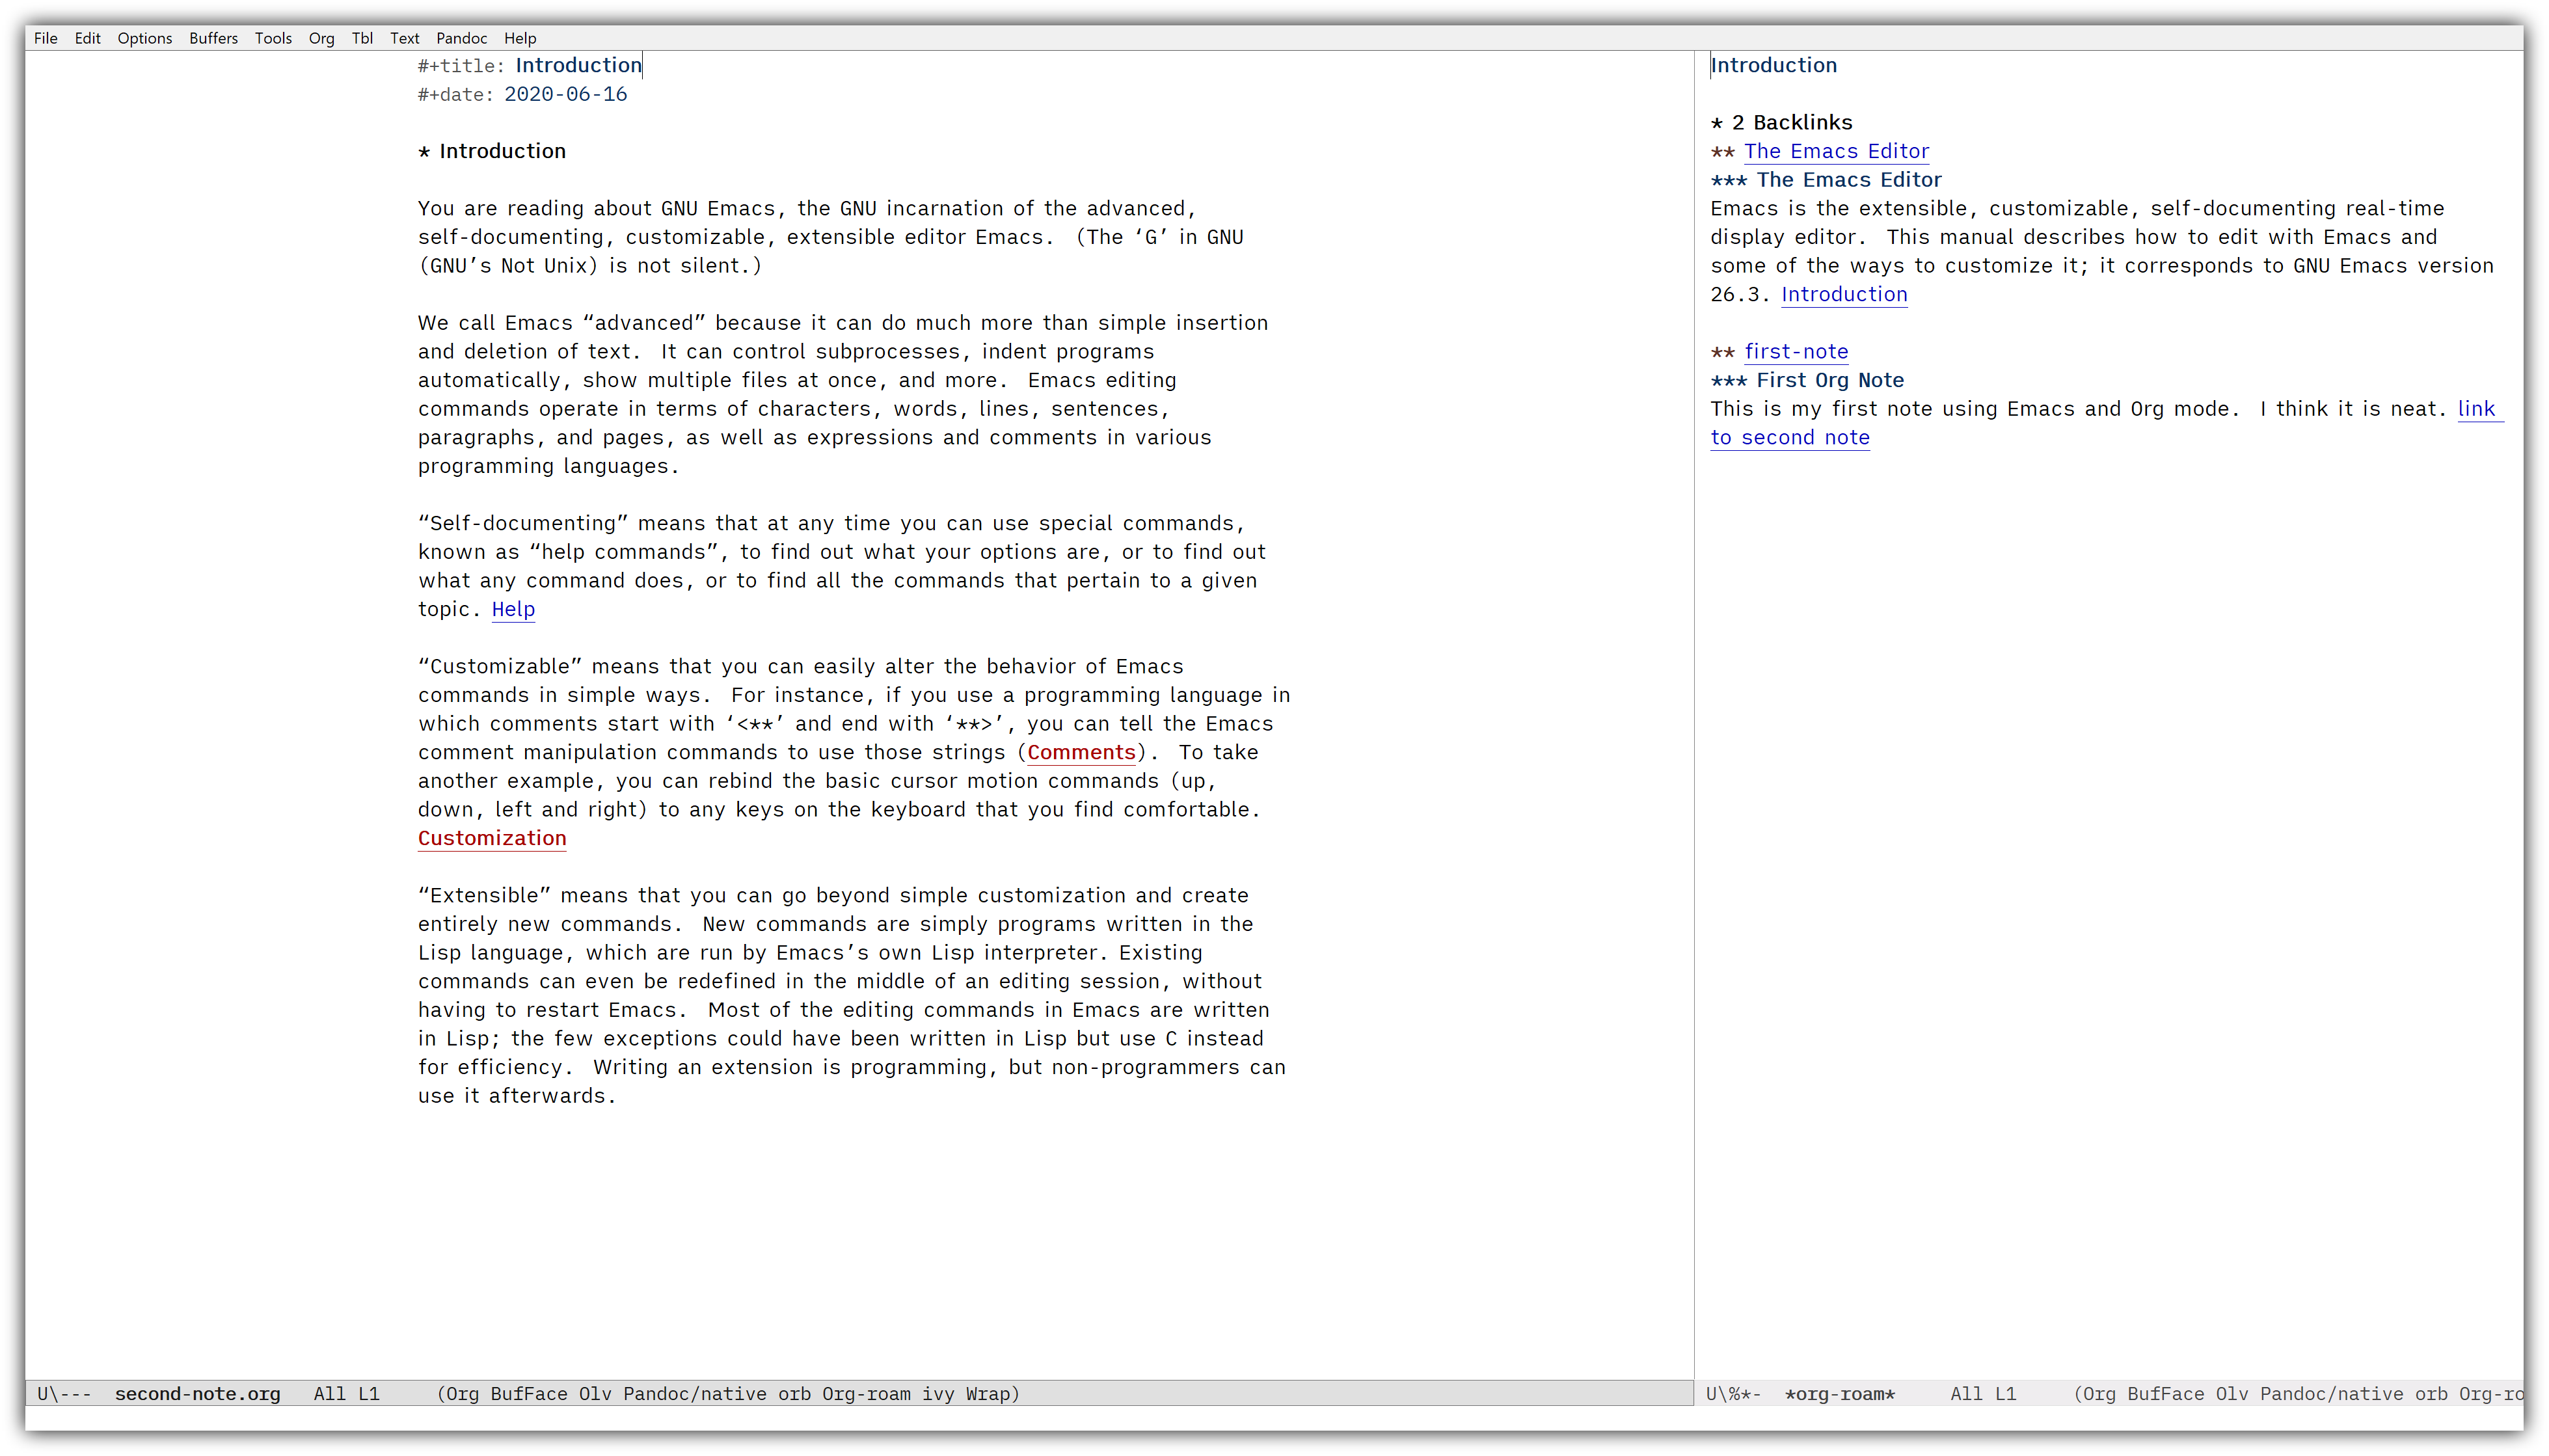 File Edit Options Buffers Tools Org Tbl Text Pandoc Help
#+title: Introduction
#+date: 2020-06-16
* Introduction
You are reading about GNU Emacs, the GNU incarnation of the advanced,
self-documenting, customizable, extensible editor Emacs.  (The ‘G’ in GNU
(GNU’s Not Unix) is not silent.)
We call Emacs “advanced” because it can do much more than simple insertion
and deletion of text.  It can control subprocesses, indent programs
automatically, show multiple files at once, and more.  Emacs editing
commands operate in terms of characters, words, lines, sentences,
paragraphs, and pages, as well as expressions and comments in various
programming languages.
“Self-documenting” means that at any time you can use special commands,
known as “help commands”, to find out what your options are, or to find out
what any command does, or to find all the commands that pertain to a given
topic. Help
“Customizable” means that you can easily alter the behavior of Emacs
commands in simple ways.  For instance, if you use a programming language in
which comments start with ‘<**’ and end with ‘**>’, you can tell the Emacs
comment manipulation commands to use those strings (Comments).  To take
another example, you can rebind the basic cursor motion commands (up,
down, left and right) to any keys on the keyboard that you find comfortable.
Customization
“Extensible” means that you can go beyond simple customization and create
entirely new commands.  New commands are simply programs written in the
Lisp language, which are run by Emacs’s own Lisp interpreter. Existing
commands can even be redefined in the middle of an editing session, without
having to restart Emacs.  Most of the editing commands in Emacs are written
in Lisp; the few exceptions could have been written in Lisp but use C instead
for efficiency.  Writing an extension is programming, but non-programmers can
use it afterwards.
U\---  second-note.org   All L1     (Org BufFace Olv Pandoc/native orb Org-roam ivy Wrap)
Introduction
* 2 Backlinks
** The Emacs Editor
*** The Emacs Editor
Emacs is the extensible, customizable, self-documenting real-time
display editor.  This manual describes how to edit with Emacs and
some of the ways to customize it; it corresponds to GNU Emacs version
26.3. Introduction
** first-note
*** First Org Note
This is my first note using Emacs and Org mode.  I think it is neat. link
to second note
U\%*-  *org-roam*     All L1     (Org BufFace Olv Pandoc/native orb Org-ro